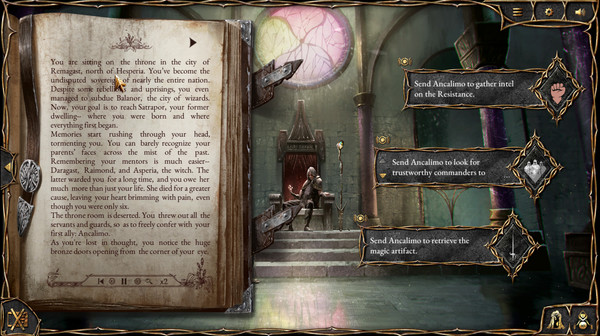 You are sitting on the throne in the city of
Remagast, north of Hesperia. You've become the
undisputed sovereign of nearly the entire nation.
Despite some rebellions and uprisings, you even
managed to subdue Balanor, the city of wizards.
Now, your goal is to reach Satrapor, your former
dwelling– where you were born and where
everything first began.
Memories start rushing through your head,
tormenting you. You can barely recognize your
parents' faces across the mist of the past.
Remembering your mentors is much easier–
Daragast, Raimond, and Asperia, the witch. The
latter warded you for a long time, and you owe her
much more than just your life. She died for a greater
cause, leaving your heart brimming with pain, even
though you were only six.
The throne room is deserted. You threw out all the
servants and guards, so as to freely confer with your
first ally: Ancalimo.
As you're lost in thought, you notice the huge
bronze doors opening from the corner of your eye.
x2
Send Ancalimo to gather intel
on the Resistance.
Send Ancalimo to look for
trustworthy commanders to
Send Ancalimo to retrieve the
magic artifact.